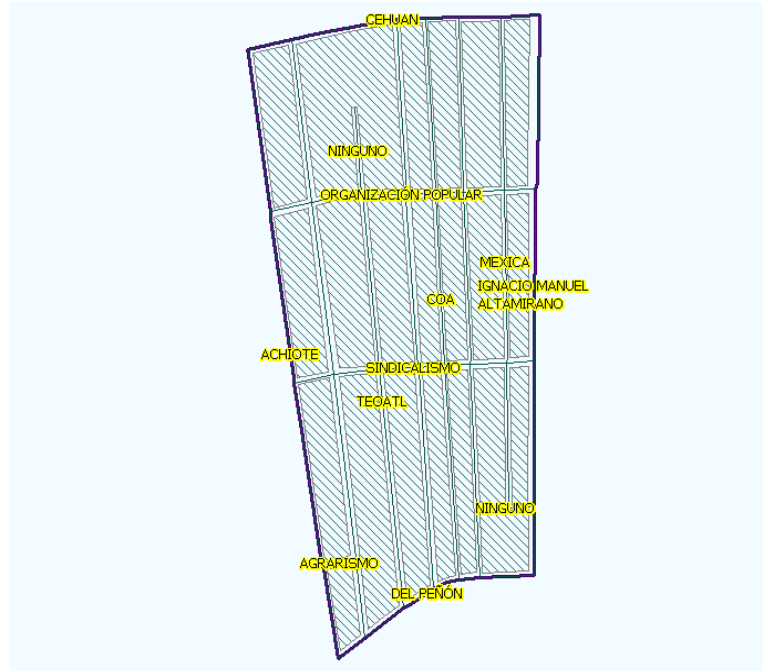 CEHUAN
NINGUNO
ORGANIZACIÓN POPULAR
MEXICA
IGNACIO MANUEL
ALTAMIRANO
COA
ACHIOTE
SINDICALISMO
TEOATL
NINGUNO
AGRARISMO
DEL PEÑÓN